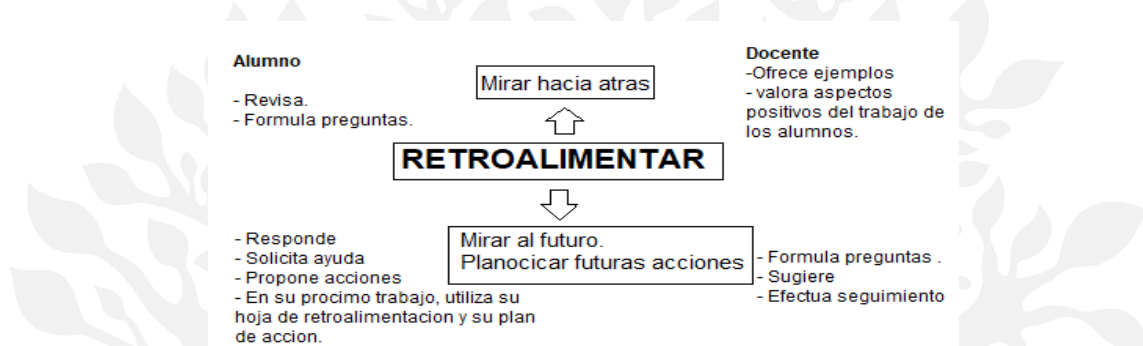 Alumno
- Revisa.
- Formula preguntas.
Mirar hacia atras
Docente
-Ofrece ejemplos
- valora aspectos
positivos del trabajo de
los alumnos.
RETROALIMENTAR
- Responde
- Solicita ayuda
- Propone acciones
- En su procimo trabajo, utiliza su
hoja de retroalimentacion y su plan
de accion.
Mirar al futuro.
Planocicar futuras acciones
- Formula preguntas .
- Sugiere
- Efectua seguimiento